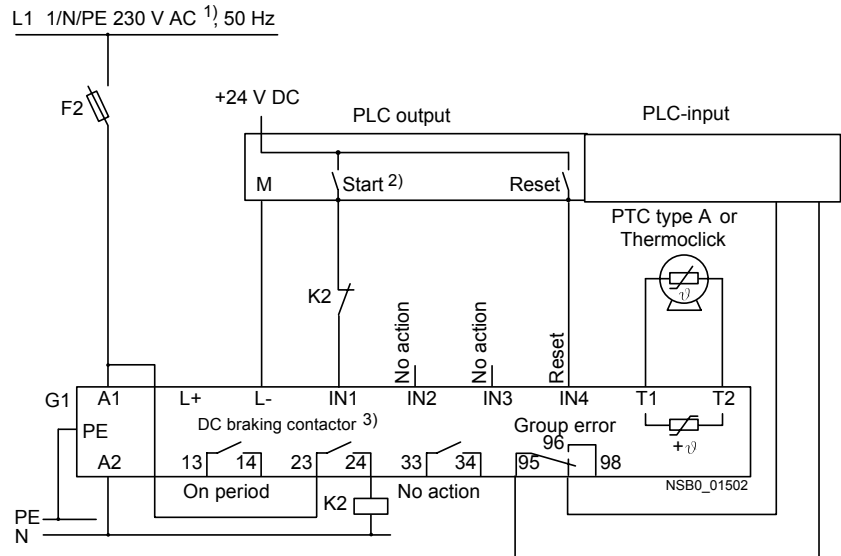 L1 1/N/PE 230 V AC 1), 50 Hz
F2
+24 V DC
PLC output
PLC-input
M
Start 2)
Reset
PTC type A or
Thermoclick
ϑ
K2
No action
No action
Reset
G1
A1
L+
L-
IN1
IN2
IN3
IN4
T1
T2
PE
DC braking contactor 3)
Group error
96
+ϑ
A2
13
14
23
24
33
34
95
98
On period
K2
No action
NSB0_01502
PE
N